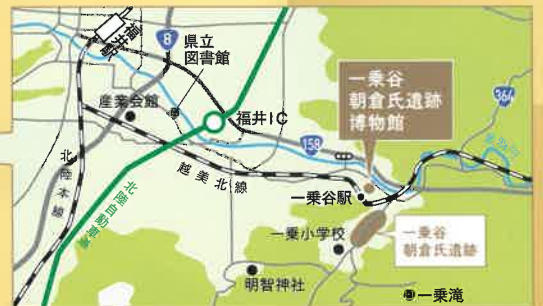 福井駅
8
県立
図書館
産業会館
福井IC
158
364
一乗谷
朝倉氏遺跡
博物館
越美北線
北陸本線
北陸自動車道
一乗谷駅
一乗小学校
一乗谷
朝倉氏遺跡
明智神社
一乗滝